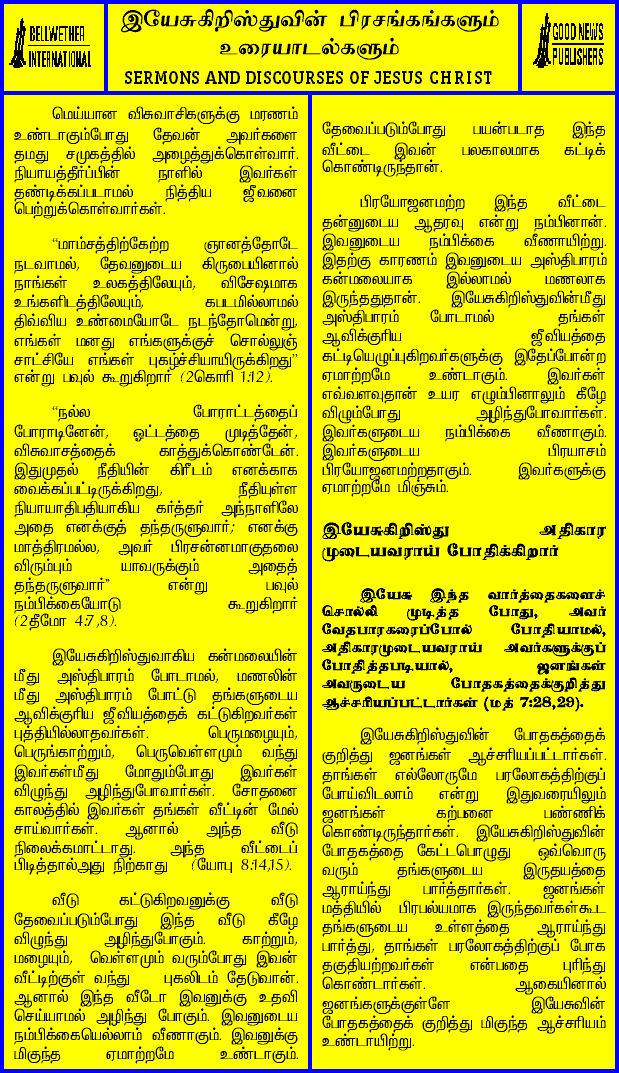 BELLWETHER
INTERNATIONAL
இயேசுகிறிஸ்துவின் பிரசங்கங்களும்
உரையாடல்களும்
SERMONS AND DISCOURSES OF JESUS CHRIST
GOOD NEWS
PUBLISHERS
மெய்யான விசுவாசிகளுக்கு மரணம்
உண்டாகும்போது தேவன் அவர்களை
தமது சமுகத்தில் அழைத்துக்கொள்வார்.
நியாயத்தீர்ப்பின் நாளில் இவர்கள்
தண்டிக்கப்படாமல் நித்திய ஜீவனை
பெற்றுக்கொள்வார்கள்.
“மாம்சத்திற்கேற்ற ஞானத்தோடே
நடவாமல், தேவனுடைய கிருபையினால்
நாங்கள் உலகத்திலேயும், விசேஷமாக
உங்களிடத்திலேயும், கபடமில்லாமல்
திவ்விய உண்மையோடே நடந்தோமென்று,
எங்கள் மனது எங்களுக்குச் சொல்லுஞ்
சாட்சியே எங்கள் புகழ்ச்சியாயிருக்கிறது”
என்று பவுல் கூறுகிறார் (2கொரி 1:12).
“நல்ல போராட்டத்தைப்
போராடினேன், ஓட்டத்தை முடித்தேன்,
விசுவாசத்தைக் காத்துக்கொண்டேன்.
இதுமுதல் நீதியின் கிரீடம் எனக்காக
வைக்கப்பட்டிருக்கிறது, நீதியுள்ள
நியாயாதிபதியாகிய கர்த்தர் அந்நாளிலே
அதை எனக்குத் தந்தருளுவார்; எனக்கு
மாத்திரமல்ல, அவர் பிரசன்னமாகுதலை
விரும்பும் யாவருக்கும் அதைத்
தந்தருளுவார்” என்று பவுல்
நம்பிக்கையோடு கூறுகிறார்
(2தீமோ 4:7,8).
இயேசுகிறிஸ்துவாகிய கன்மலையின்
மீது அஸ்திபாரம் போடாமல், மணலின்
மீது அஸ்திபாரம் போட்டு தங்களுடைய
ஆவிக்குரிய ஜீவியத்தைக் கட்டுகிறவர்கள்
புத்தியில்லாதவர்கள். பெருமழையும்,
பெருங்காற்றும், பெருவெள்ளமும் வந்து
இவர்கள்மீது மோதும்போது இவர்கள்
விழுந்து அழிந்துபோவார்கள். சோதனை
காலத்தில் இவர்கள் தங்கள் வீட்டின் மேல்
சாய்வார்கள். ஆனால் அந்த வீடு
நிலைக்கமாட்டாது. அந்த வீட்டைப்
பிடித்தால்அது நிற்காது (யோபு 8:14,15).
வீடு கட்டுகிறவனுக்கு வீடு
தேவைப்படும்போது இந்த வீடு கீழே
விழுந்து அழிந்துபோகும். காற்றும்,
மழையும், வெள்ளமும் வரும்போது இவன்
வீட்டிற்குள் வந்து புகலிடம் தேடுவான்.
ஆனால் இந்த வீடோ இவனுக்கு உதவி
செய்யாமல் அழிந்து போகும். இவனுடைய
நம்பிக்கையெல்லாம் வீணாகும். இவனுக்கு
மிகுந்த ஏமாற்றமே உண்டாகும்.
தேவைப்படும்போது பயன்படாத இந்த
வீட்டை இவன் பலகாலமாக கட்டிக்
கொண்டிருந்தான்.
பிரயோஜனமற்ற இந்த வீட்டை
தன்னுடைய ஆதரவு என்று நம்பினான்.
இவனுடைய நம்பிக்கை வீணாயிற்று.
இதற்கு காரணம் இவனுடைய அஸ்திபாரம்
கன்மலையாக இல்லாமல் மணலாக
இருந்ததுதான். இயேசுகிறிஸ்துவின்மீது
அஸ்திபாரம் போடாமல் தங்கள்
ஆவிக்குரிய ஜீவியத்தை
கட்டியெழுப்புகிறவர்களுக்கு இதேப்போன்ற
ஏமாற்றமே உண்டாகும். இவர்கள்
எவ்வளவுதான் உயர எழும்பினாலும் கீழே
விழும்போது அழிந்துபோவார்கள்.
இவர்களுடைய நம்பிக்கை வீணாகும்.
இவர்களுடைய பிரயாசம்
பிரயோஜனமற்றதாகும். இவர்களுக்கு
ஏமாற்றமே மிஞ்சும்.
இயேசுகிறிஸ்து அதிகார
முடையவராய் போதிக்கிறார்
இயேசு இந்த வார்த்தைகளைச்
சொல்லி முடித்த போது, அவர்
வேதபாரகரைப்போல் போதியாமல்,
அதிகாரமுடையவராய் அவர்களுக்குப்
போதித்தபடியால், ஜனங்கள்
அவருடைய போதகத்தைக்குறித்து
ஆச்சரியப்பட்டார்கள் (மத் 7:28,29).
இயேசுகிறிஸ்துவின் போதகத்தைக்
குறித்து ஜனங்கள் ஆச்சரியப்பட்டார்கள்.
தாங்கள் எல்லோருமே பரலோகத்திற்குப்
போய்விடலாம் என்று இதுவரையிலும்
ஜனங்கள் கற்பனை பண்ணிக்
கொண்டிருந்தார்கள். இயேசுகிறிஸ்துவின்
போதகத்தை கேட்டபொழுது ஒவ்வொரு
வரும் தங்களுடைய இருதயத்தை
ஆராய்ந்து பார்த்தார்கள். ஜனங்கள்
மத்தியில் பிரபல்யமாக இருந்தவர்கள்கூட
தங்களுடைய உள்ளத்தை ஆராய்ந்து
பார்த்து, தாங்கள் பரலோகத்திற்குப் போக
தகுதியற்றவர்கள் என்பதை புரிந்து
கொண்டார்கள். ஆகையினால்
ஜனங்களுக்குள்ளே இயேசுவின்
போதகத்தைக் குறித்து மிகுந்த ஆச்சரியம்
உண்டாயிற்று.